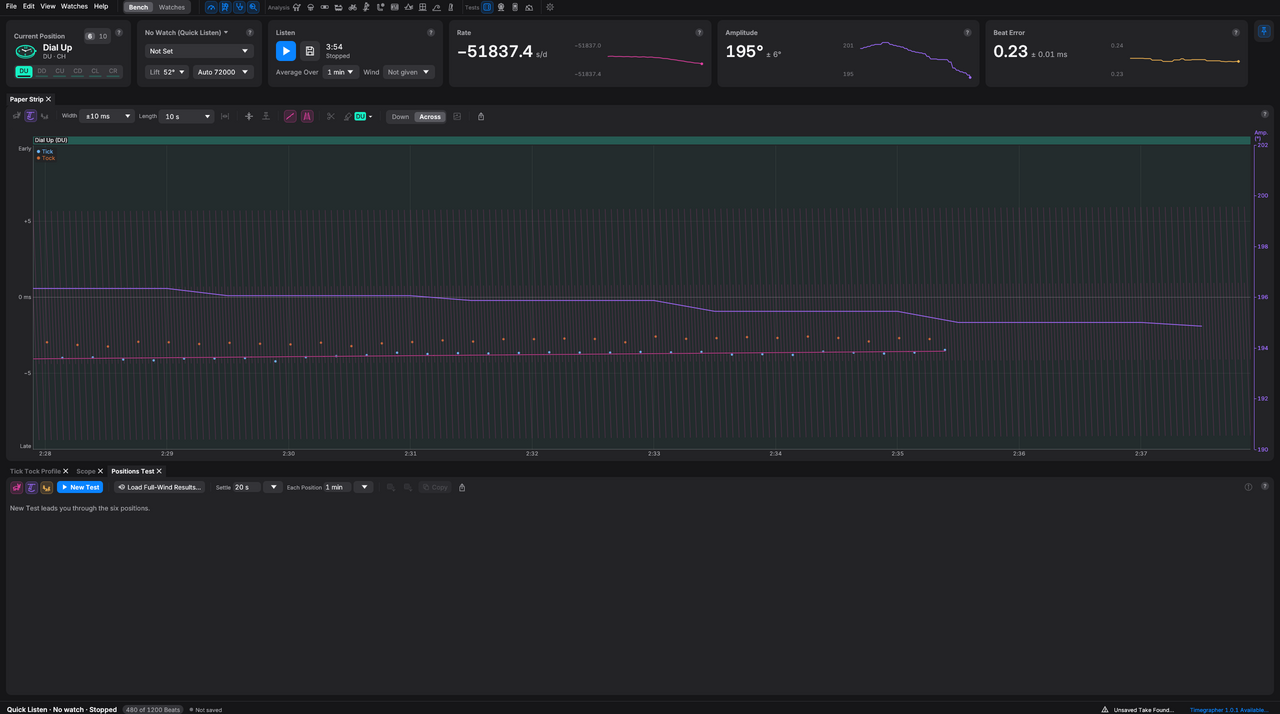 File Edit View Watches Help Bench Watches Analysis Tests
Current Position 6 10 ?
Dial Up
DU · CH
DU DD CU CD CL CR
No Watch (Quick Listen)
Not Set
Lift 52° Auto 72000
Listen ?
3:54
Stopped
Average Over 1 min Wind Not given
Rate ?
−51837.4 s/d
−51837.0
−51837.4
Amplitude ?
195° ± 6°
201
195
Beat Error ?
0.23 ± 0.01 ms
0.24
0.23
Paper Strip
Width ±10 ms Length 10 s DU Down Across ?
Dial Up (DU)
Amp. (°)
Early
Tick
Tock
+5
0 ms
−5
Late
202
200
198
196
194
192
190
2:28 2:29 2:30 2:31 2:32 2:33 2:34 2:35 2:36 2:37
Tick Tock Profile Scope Positions Test
New Test Load Full-Wind Results... Settle 20 s Each Position 1 min Copy ?
New Test leads you through the six positions.
Quick Listen · No watch · Stopped 480 of 1200 Beats Not saved Unsaved Take Found... Timegrapher 1.0.1 Available...